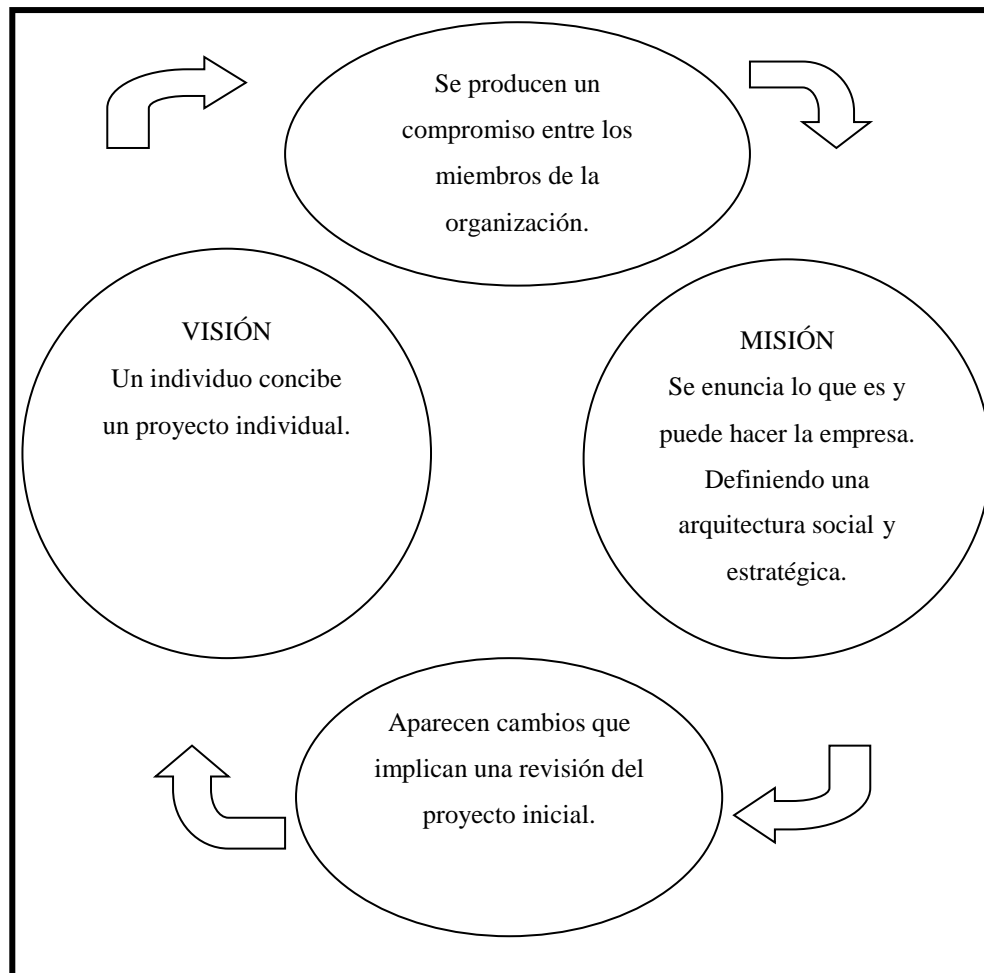 Se producen un
compromiso entre los
miembros de la
organización.
VISIÓN
Un individuo concibe
un proyecto individual.
MISIÓN
Se enuncia lo que es y
puede hacer la empresa.
Definiendo una
arquitectura social y
estratégica.
Aparecen cambios que
implican una revisión del
proyecto inicial.